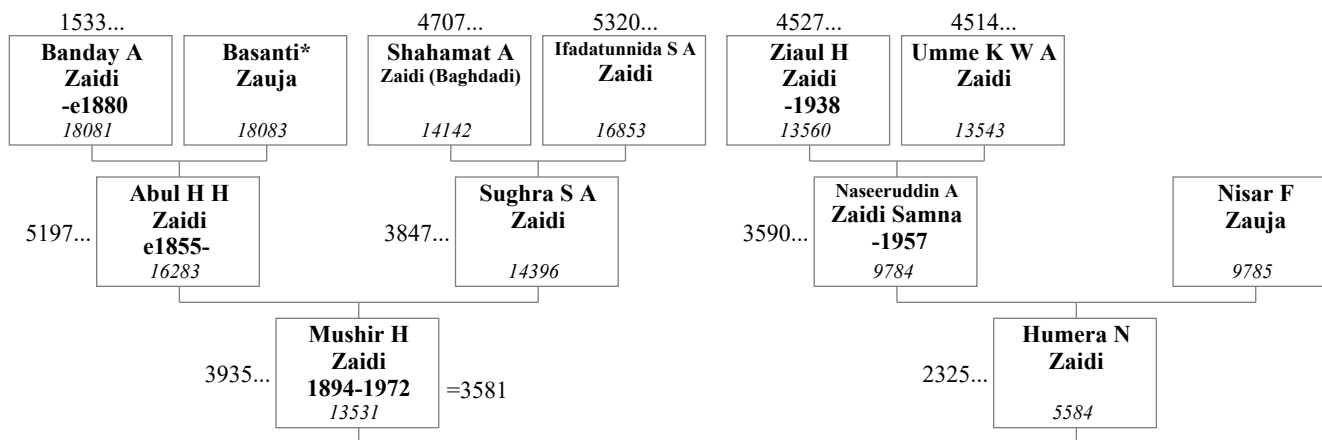 1533...
4707...
5320...
4527...
4514...
Banday A
Zaidi
-e1880
18081
Basanti*
Zauja
18083
Shahamat A
Zaidi (Baghdadi)
14142
Ifadatunnida S A
Zaidi
16853
Ziaul H
Zaidi
-1938
13560
Umme K W A
Zaidi
13543
5197...
Abul H H
Zaidi
e1855-
16283
3847...
Sughra S A
Zaidi
14396
3590...
Naseeruddin A
Zaidi Samna
-1957
9784
Nisar F
Zauja
9785
3935...
Mushir H
Zaidi
1894-1972
13531
=3581
2325...
Humera N
Zaidi
5584